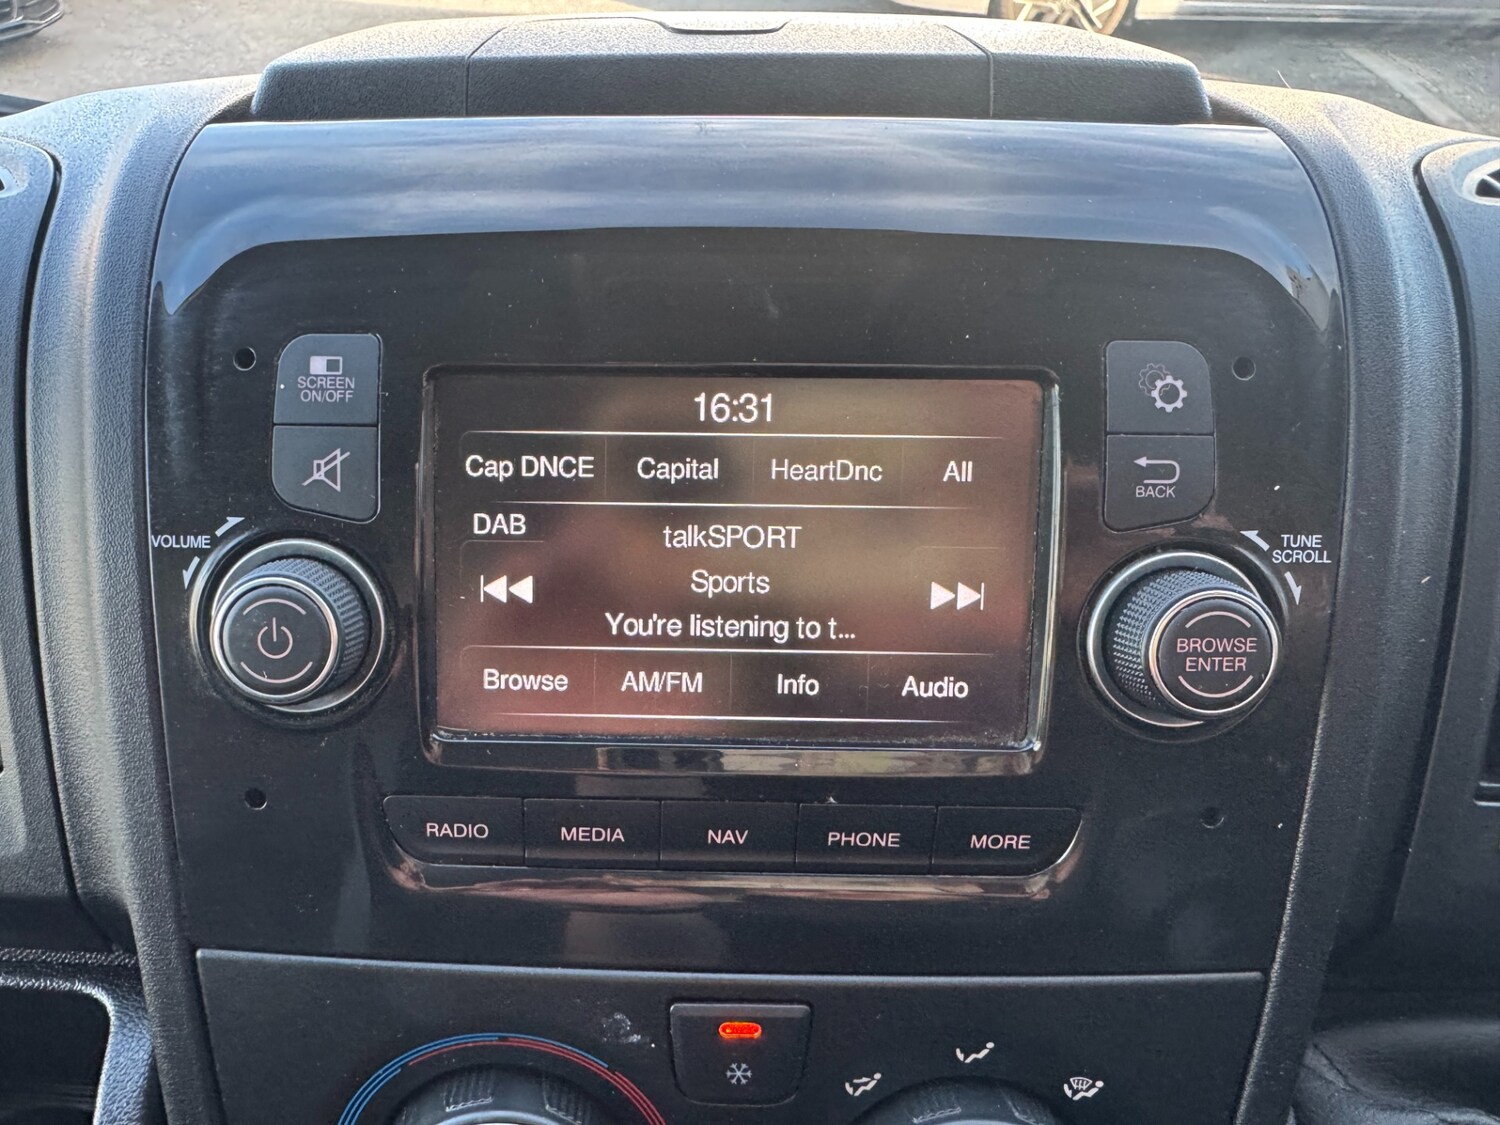 SCREEN
ON/OFF
VOLUME
16:31
Cap DNCE Capital HeartDnc All
DAB
talkSPORT
Sports
You're listening to t...
Browse AM/FM Info Audio
BACK
TUNE
SCROLL
BROWSE
ENTER
RADIO MEDIA NAV PHONE MORE